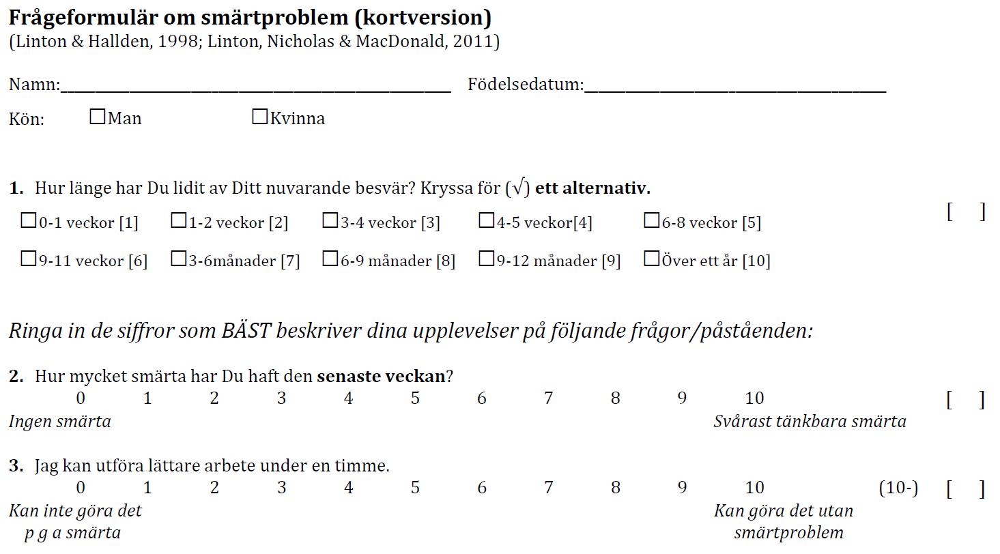 Frågeformulär om smärtproblem (kortversion)
(Linton & Hallden, 1998; Linton, Nicholas & MacDonald, 2011)
Namn:____________________________________________ Födelsedatum:__________________________________
Kön: ☐Man ☐Kvinna
1. Hur länge har Du lidit av Ditt nuvarande besvär? Kryssa för (√) ett alternativ.
☐0-1 veckor [1] ☐1-2 veckor [2] ☐3-4 veckor [3] ☐4-5 veckor[4] ☐6-8 veckor [5] [ ]
☐9-11 veckor [6] ☐3-6månader [7] ☐6-9 månader [8] ☐9-12 månader [9] ☐Över ett år [10]
Ringa in de siffror som BÄST beskriver dina upplevelser på följande frågor/påståenden:
2. Hur mycket smärta har Du haft den senaste veckan?
0 1 2 3 4 5 6 7 8 9 10 [ ]
Ingen smärta Svårast tänkbara smärta
3. Jag kan utföra lättare arbete under en timme.
0 1 2 3 4 5 6 7 8 9 10 (10-) [ ]
Kan inte göra det Kan göra det utan
p g a smärta smärtproblem